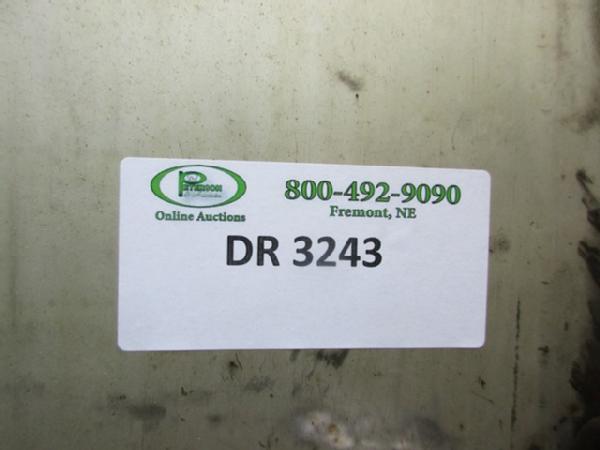 PETERSON
Online Auctions
800-492-9090
Fremont, NE
DR 3243